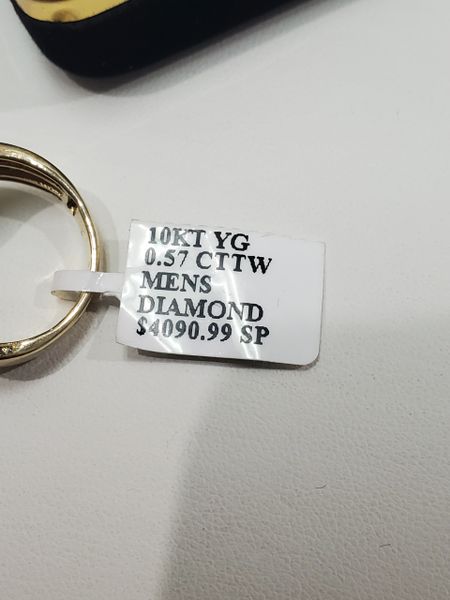 10KT YG
0.57 CTTW
MENS
DIAMOND
$4090.99 SP